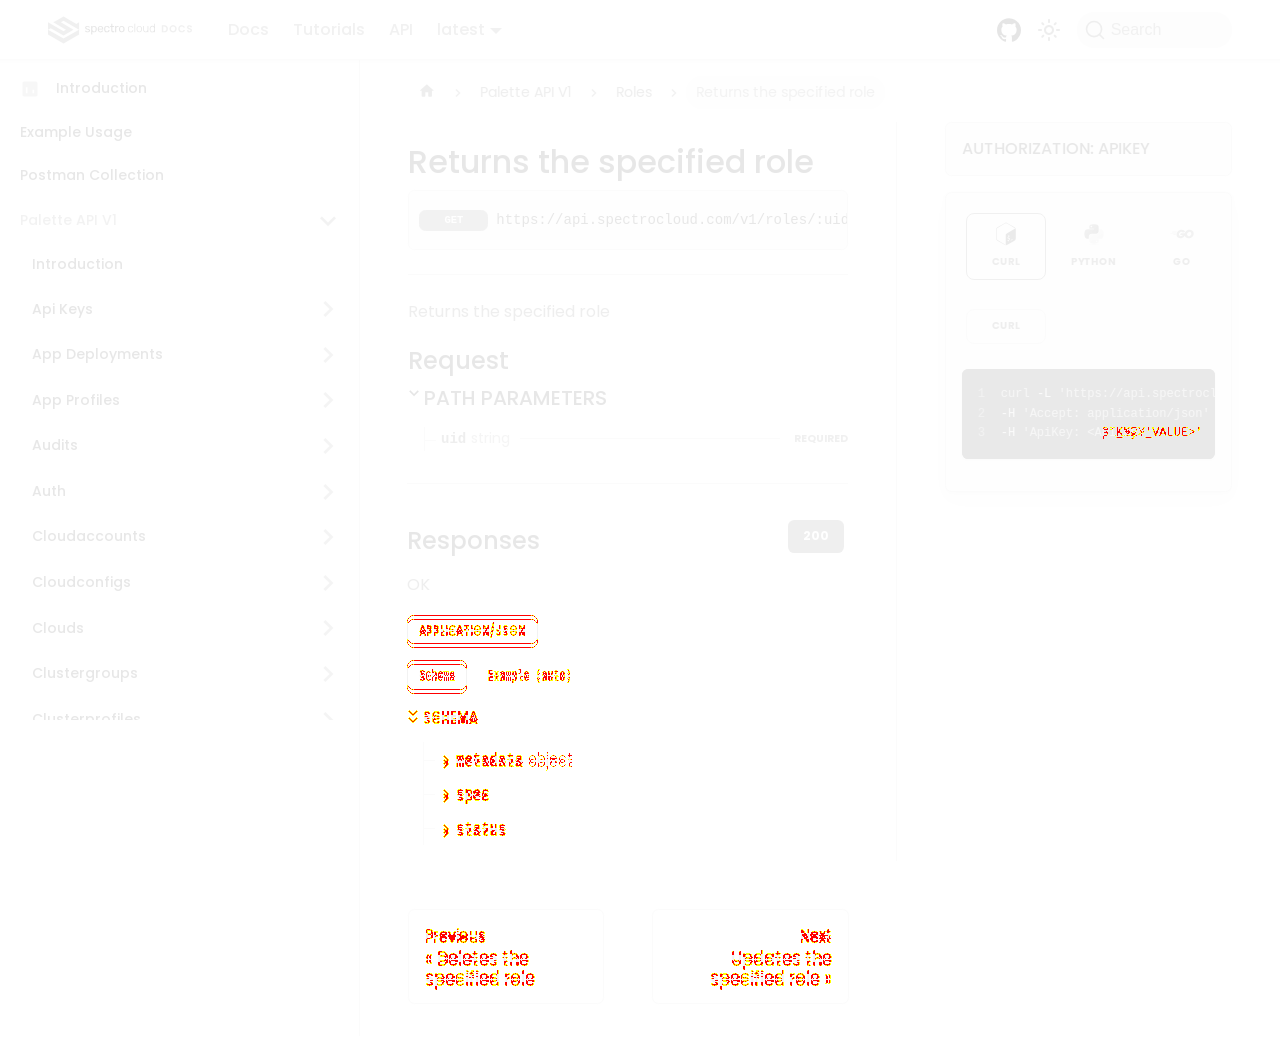 spectro cloud DOCS
Docs Tutorials API latest
Search
Introduction
Example Usage
Postman Collection
Palette API V1
Introduction
Api Keys
App Deployments
App Profiles
Audits
Auth
Cloudaccounts
Cloudconfigs
Clouds
Clustergroups
Clusterprofiles
Palette API V1 Roles Returns the specified role
Returns the specified role
GET https://api.spectrocloud.com/v1/roles/:uid
Returns the specified role
Request
PATH PARAMETERS
uid string REQUIRED
Responses
200
OK
APPLICATION/JSON
Schema Example (auto)
SCHEMA
metadata object
spec
status
Previous
« Deletes the
specified role
Next
Updates the
specified role »
AUTHORIZATION: APIKEY
CURL PYTHON GO
CURL
1 curl -L 'https://api.spectrocl
2 -H 'Accept: application/json'
3 -H 'ApiKey: